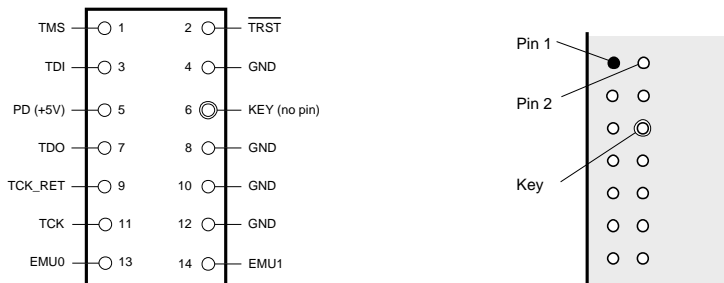 TMS 1 2 T̅R̅S̅T̅
TDI 3 4 GND
PD (+5V) 5 6 KEY (no pin)
TDO 7 8 GND
TCK_RET 9 10 GND
TCK 11 12 GND
EMU0 13 14 EMU1
Pin 1
Pin 2
Key